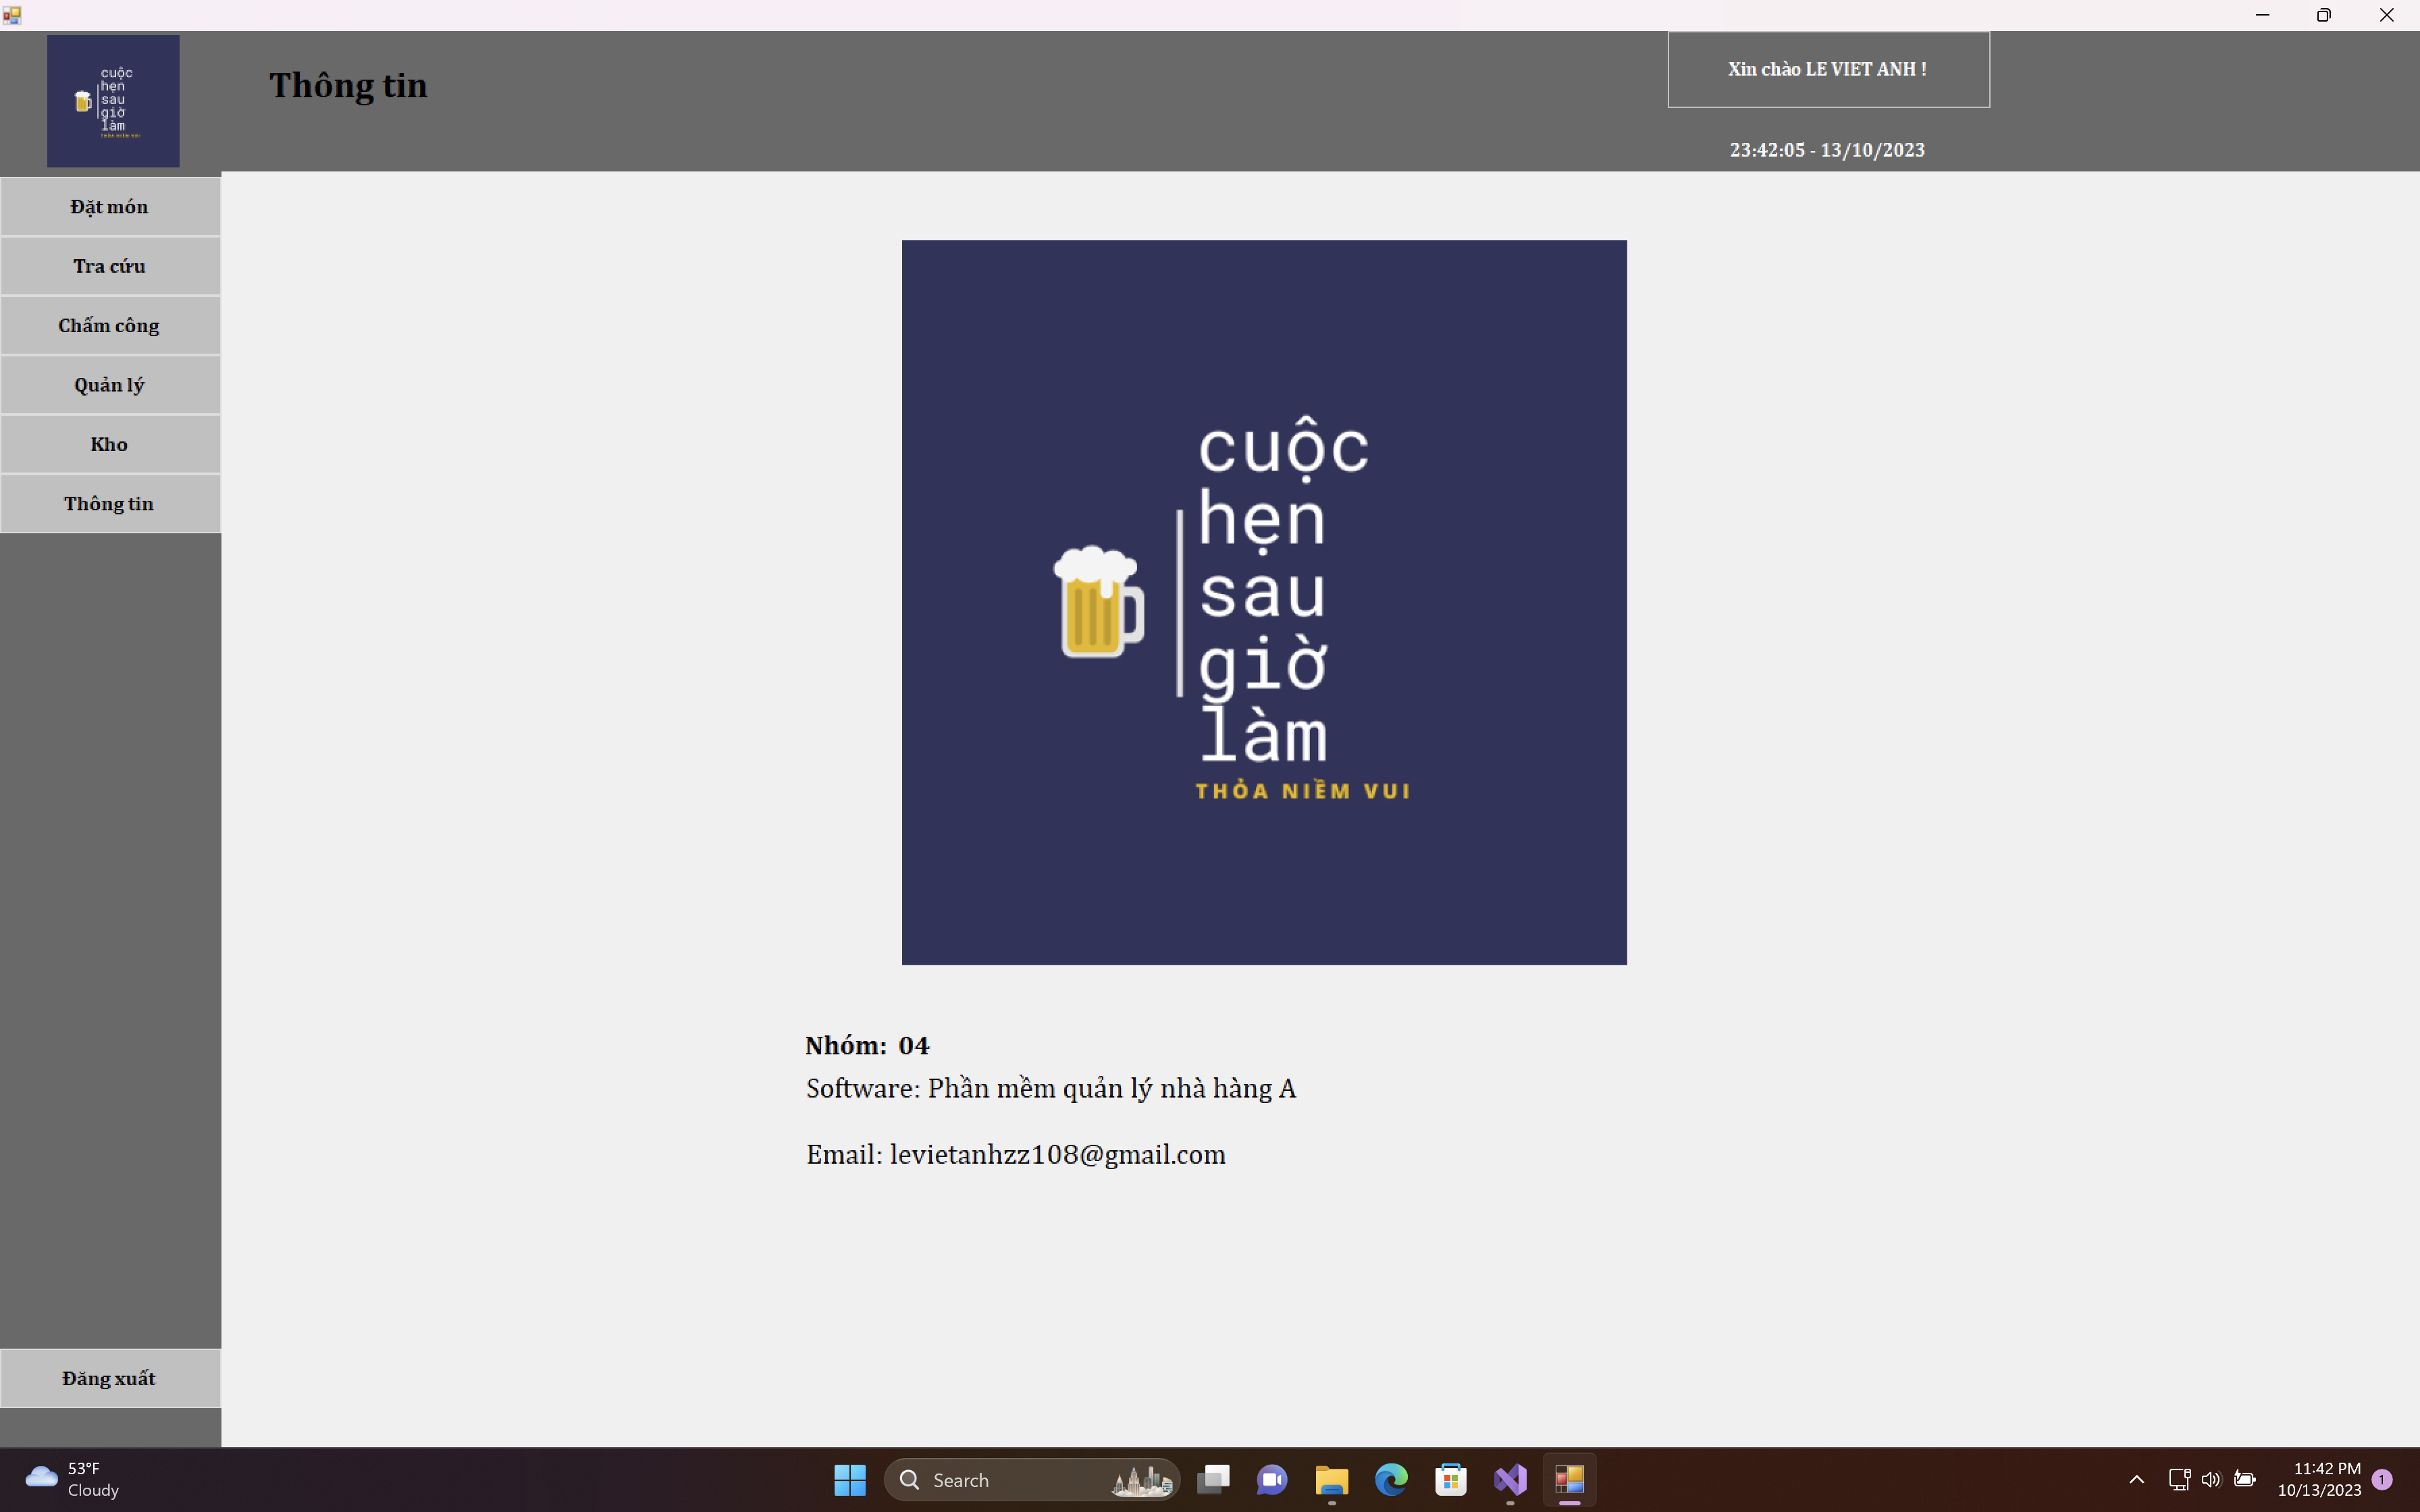 cuộc
hẹn
sau
giờ
làm
THỎA NIỀM VUI
Thông tin
Xin chào LE VIET ANH !
23:42:05 - 13/10/2023
Đặt món
Tra cứu
Chấm công
Quản lý
Kho
Thông tin
cuộc
hẹn
sau
giờ
làm
THỎA NIỀM VUI
Nhóm: 04
Software: Phần mềm quản lý nhà hàng A
Email: levietanhzz108@gmail.com
Đăng xuất
53°F
Cloudy
Search
11:42 PM
10/13/2023
1